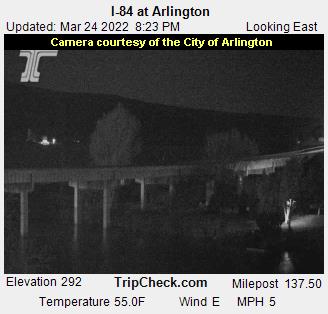 I-84 at Arlington
Updated: Mar 24 2022 8:23 PM Looking East
Camera courtesy of the City of Arlington
Elevation 292 TripCheck.com Milepost 137.50
Temperature 55.0F Wind E MPH 5